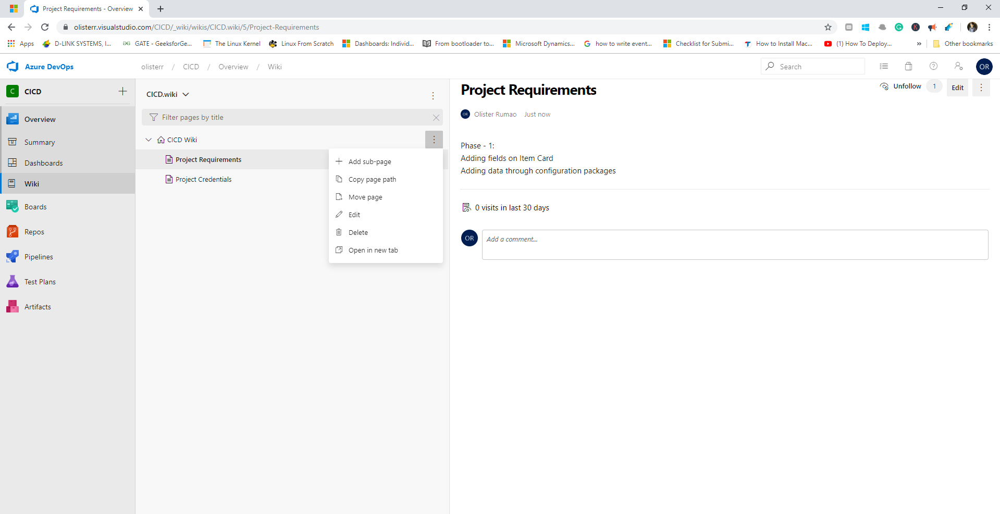 Project Requirements - Overview
olisterr.visualstudio.com/CICD/_wiki/wikis/CICD.wiki/5/Project-Requirements
Apps D-LINK SYSTEMS, I... GATE - GeeksforGe... The Linux Kernel Linux From Scratch Dashboards: Individ... From bootloader to... Microsoft Dynamics... how to write event... Checklist for Submi... How to Install Mac... (1) How To Deploy... » Other bookmarks
Azure DevOps olisterr / CICD / Overview / Wiki Search OR
C CICD
Overview
Summary
Dashboards
Wiki
Boards
Repos
Pipelines
Test Plans
Artifacts
CICD.wiki
Filter pages by title
CICD Wiki
Project Requirements
Project Credentials
Add sub-page
Copy page path
Move page
Edit
Delete
Open in new tab
Project Requirements
Unfollow 1 Edit
OR Olister Rumao Just now
Phase - 1:
Adding fields on Item Card
Adding data through configuration packages
0 visits in last 30 days
OR Add a comment...